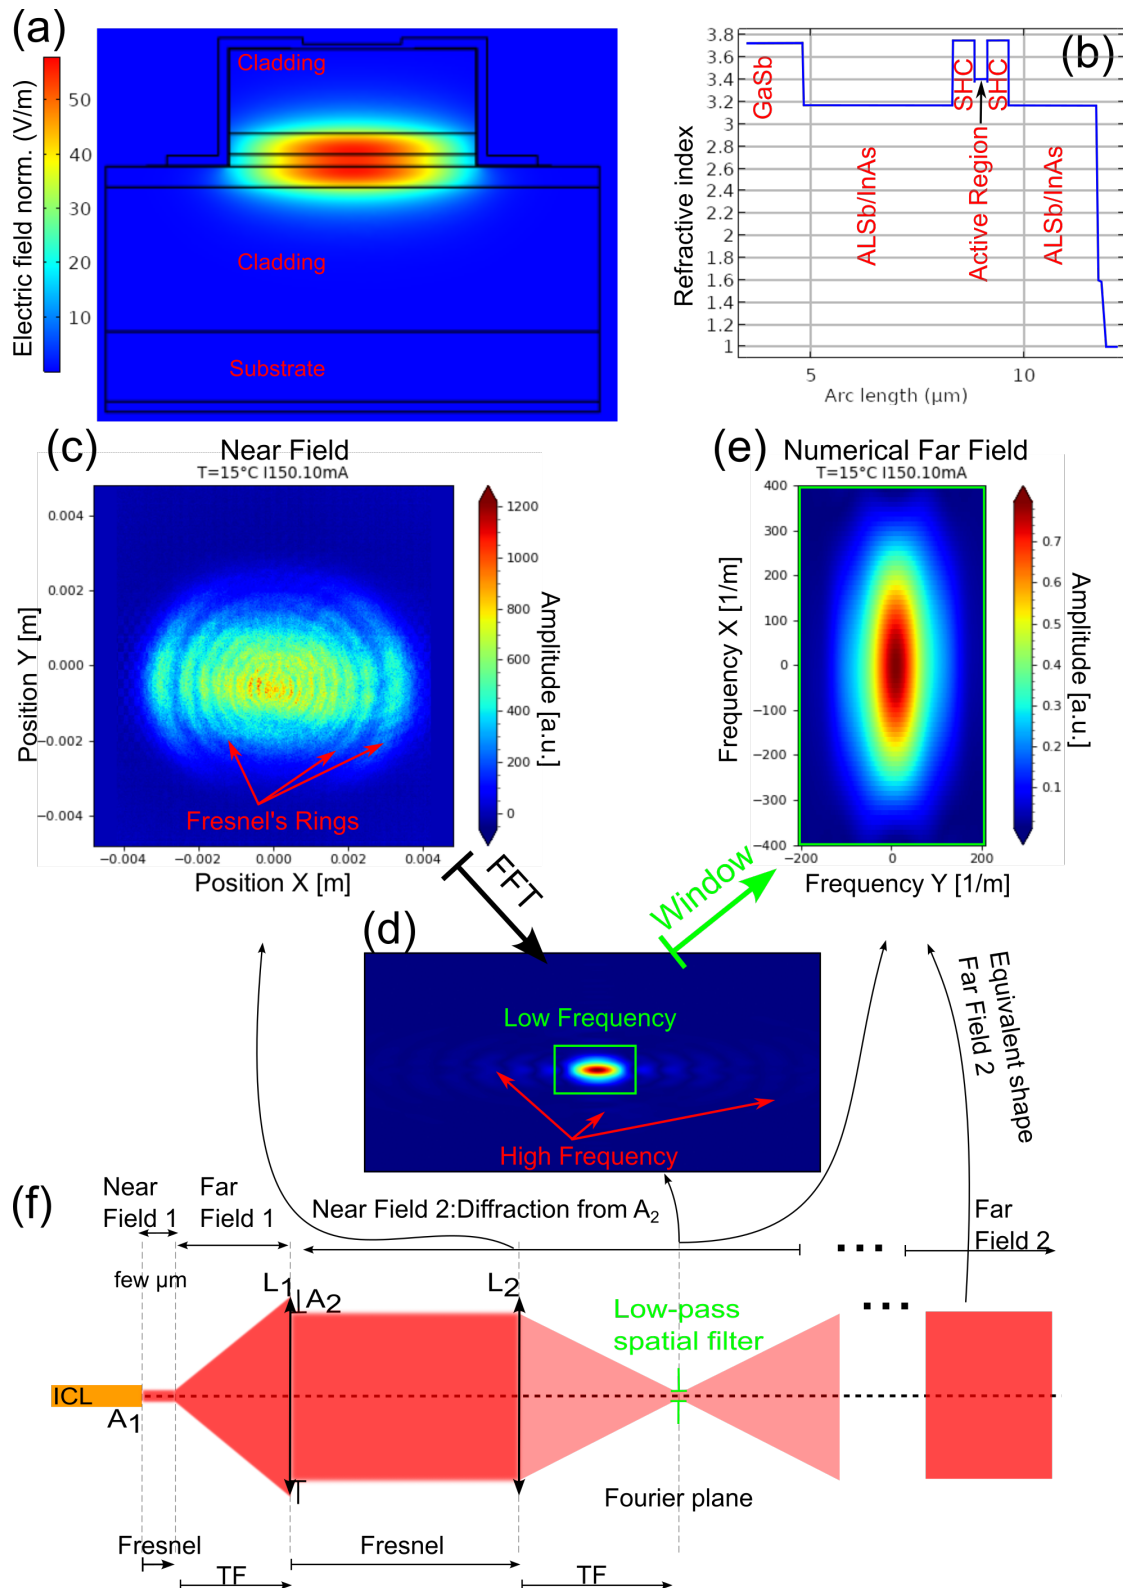 (a)
Electric field norm. (V/m)
50
40
30
20
10
Cladding
Cladding
Substrate
(b)
Refractive index
3.8
3.6
3.4
3.2
3
2.8
2.6
2.4
2.2
2
1.8
1.6
1.4
1.2
1
GaSb
ALSb/InAs
SHC
SHC
Active Region
ALSb/InAs
5
10
Arc length (µm)
(c)
Near Field
T=15°C I150.10mA
Position Y [m]
0.004
0.002
0.000
−0.002
−0.004
Fresnel's Rings
−0.004
−0.002
0.000
0.002
0.004
Position X [m]
1200
1000
800
600
400
200
0
Amplitude [a.u.]
(e)
Numerical Far Field
T=15°C I150.10mA
Frequency X [1/m]
400
300
200
100
0
−100
−200
−300
−400
−200
0
200
Frequency Y [1/m]
0.7
0.6
0.5
0.4
0.3
0.2
0.1
Amplitude [a.u.]
FFT
Window
(d)
Low Frequency
High Frequency
Equivalent shape
Far Field 2
(f)
Near
Field 1
Far
Field 1
Near Field 2:Diffraction from A2
Far
Field 2
few µm
L1
A2
L2
Low-pass
spatial filter
ICL
A1
Fourier plane
Fresnel
TF
Fresnel
TF